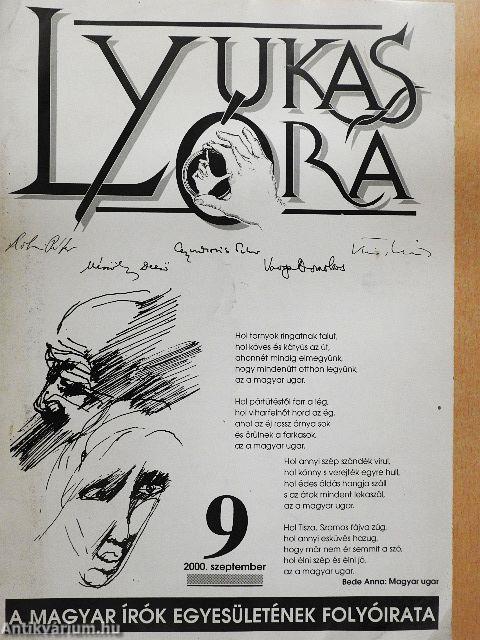 LYUKAS
ÓRA
Hol tornyok ringatnak falut,
hol köves és kátyús az út,
ahonnét mindig elmegyünk,
hogy mindenütt otthon legyünk,
az a magyar ugar.
Hol pártütéstől forr a lég,
hol viharfelhőt hord az ég,
ahol az éj rossz árnya sok
és örülnek a farkasok,
az a magyar ugar.
Hol annyi szép szándék virul,
hol könny s verejték egyre hull,
hol édes áldás hangja száll
s az átok mindent lekaszál,
az a magyar ugar.
Hol Tisza, Szamos fájva zúg,
hol annyi esküvés hazug,
hogy már nem ér semmit a szó,
hol élni szép és élni jó,
az a magyar ugar.
Bede Anna: Magyar ugar
9
2000. szeptember
A MAGYAR ÍRÓK EGYESÜLETÉNEK FOLYÓIRATA
Antikvarium.hu